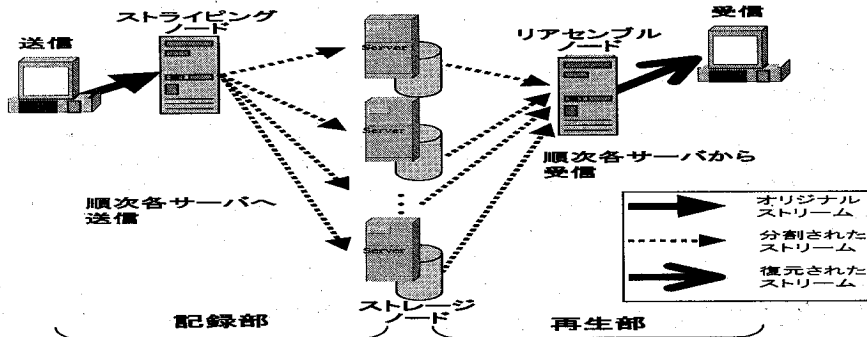 送信
ストライピング
ノード
Server
Server
Server
リアセンブル
ノード
受信
順次各サーバへ
送信
順次各サーバから
受信
オリジナル
ストリーム
分割された
ストリーム
復元された
ストリーム
ストレージ
ノード
記録部
再生部